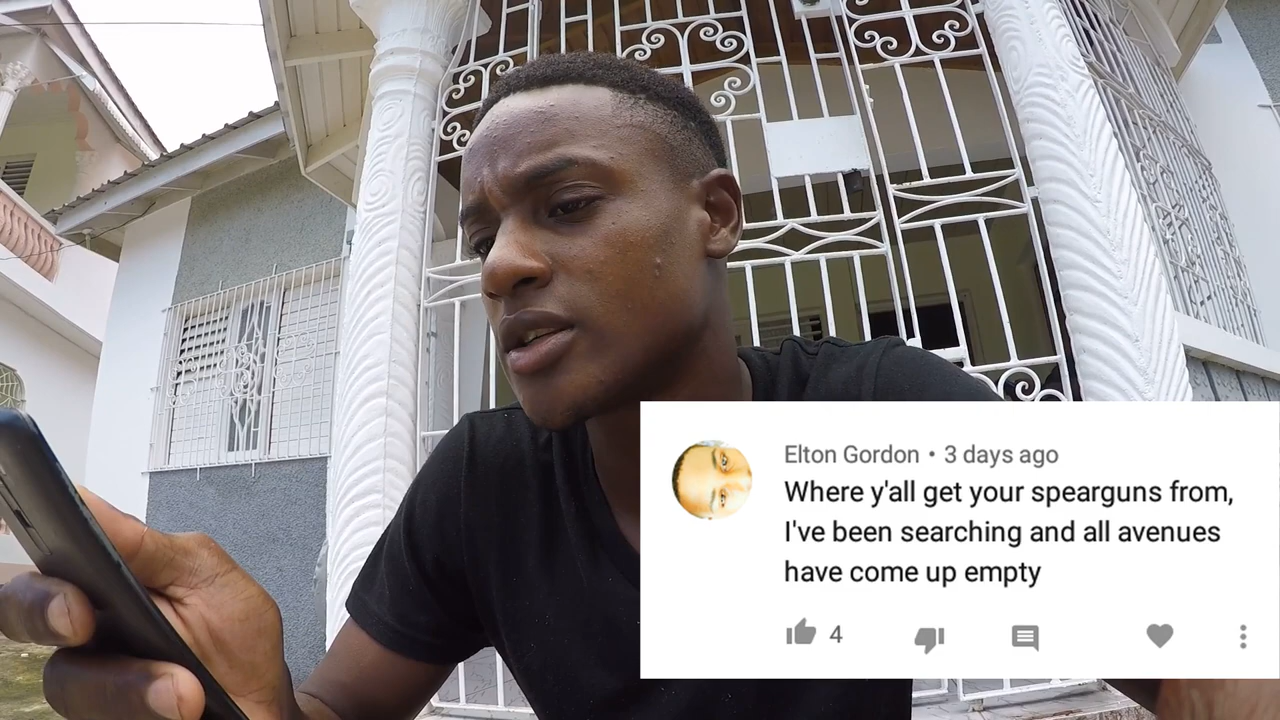 Elton Gordon • 3 days ago
Where y'all get your spearguns from,
I've been searching and all avenues
have come up empty
4